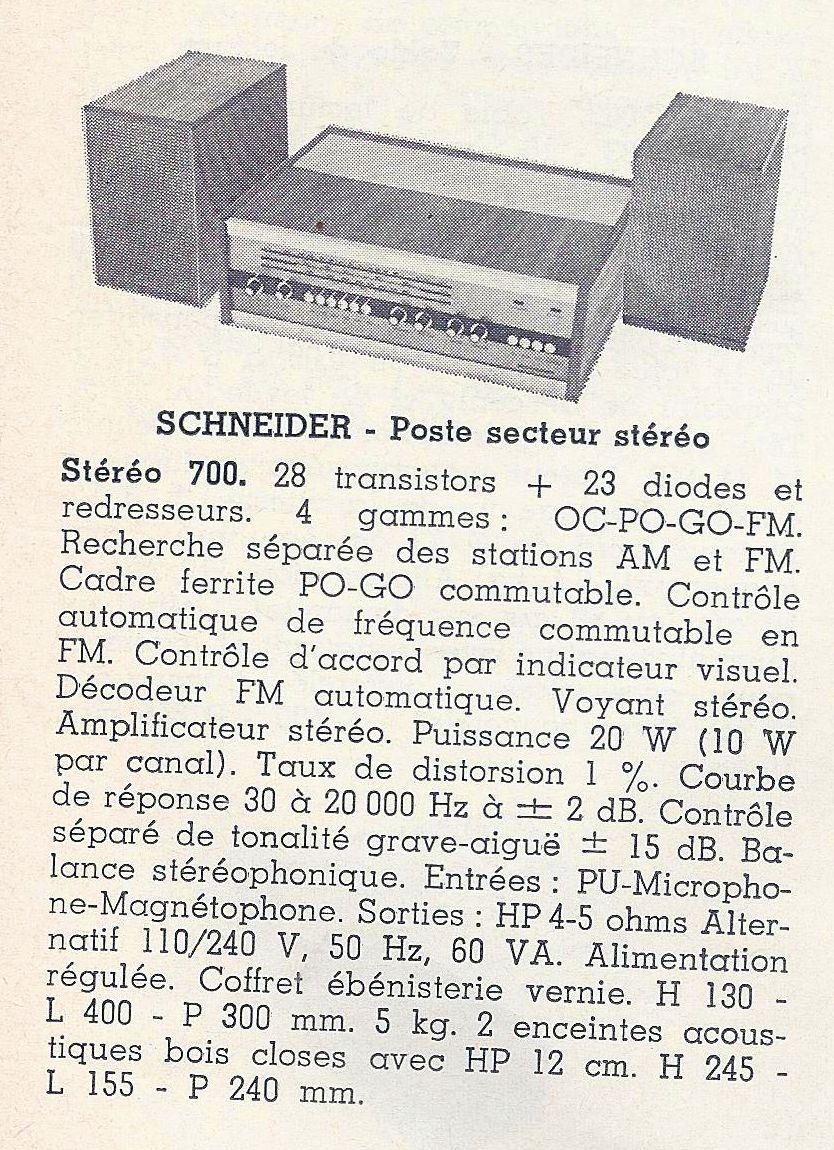 SCHNEIDER - Poste secteur stéréo
Stéréo 700. 28 transistors + 23 diodes et
redresseurs. 4 gammes : OC-PO-GO-FM.
Recherche séparée des stations AM et FM.
Cadre ferrite PO-GO commutable. Contrôle
automatique de fréquence commutable en
FM. Contrôle d'accord par indicateur visuel.
Décodeur FM automatique. Voyant stéréo.
Amplificateur stéréo. Puissance 20 W (10 W
par canal). Taux de distorsion 1 %. Courbe
de réponse 30 à 20 000 Hz à ± 2 dB. Contrôle
séparé de tonalité grave-aiguë ± 15 dB. Ba-
lance stéréophonique. Entrées : PU-Micropho-
ne-Magnétophone. Sorties : HP 4-5 ohms Alter-
natif 110/240 V, 50 Hz, 60 VA. Alimentation
régulée. Coffret ébénisterie vernie. H 130 -
L 400 - P 300 mm. 5 kg. 2 enceintes acous-
tiques bois closes avec HP 12 cm. H 245 -
L 155 - P 240 mm.